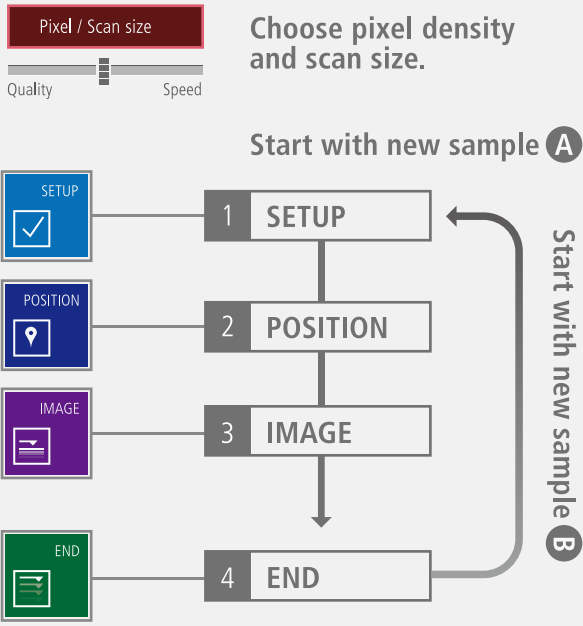 Pixel / Scan size
Quality
Speed
Choose pixel density
and scan size.
Start with new sample A
SETUP
1 SETUP
POSITION
2 POSITION
IMAGE
3 IMAGE
END
4 END
Start with new sample B